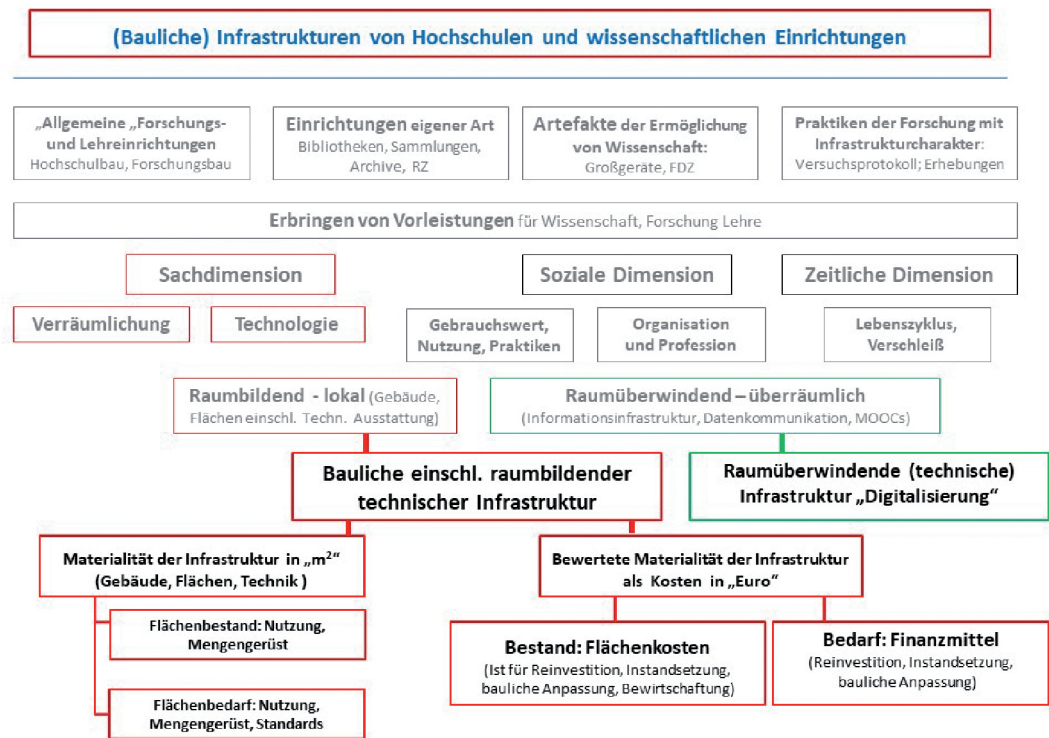 (Bauliche) Infrastrukturen von Hochschulen und wissenschaftlichen Einrichtungen
„Allgemeine „Forschungs-
und Lehreinrichtungen
Hochschulbau, Forschungsbau
Einrichtungen eigener Art
Bibliotheken, Sammlungen,
Archive, RZ
Artefakte der Ermöglichung
von Wissenschaft:
Großgeräte, FDZ
Praktiken der Forschung mit
Infrastrukturcharakter:
Versuchsprotokoll; Erhebungen
Erbringen von Vorleistungen für Wissenschaft, Forschung Lehre
Sachdimension
Soziale Dimension
Zeitliche Dimension
Verräumlichung
Technologie
Gebrauchswert,
Nutzung, Praktiken
Organisation
und Profession
Lebenszyklus,
Verschleiß
Raumbildend - lokal (Gebäude,
Flächen einschl. Techn. Ausstattung)
Raumüberwindend – überräumlich
(Informationsinfrastruktur, Datenkommunikation, MOOCs)
Bauliche einschl. raumbildender
technischer Infrastruktur
Raumüberwindende (technische)
Infrastruktur „Digitalisierung“
Materialität der Infrastruktur in „m²“
(Gebäude, Flächen, Technik )
Bewertete Materialität der Infrastruktur
als Kosten in „Euro“
Flächenbestand: Nutzung,
Mengengerüst
Flächenbedarf: Nutzung,
Mengengerüst, Standards
Bestand: Flächenkosten
(Ist für Reinvestition, Instandsetzung,
bauliche Anpassung, Bewirtschaftung)
Bedarf: Finanzmittel
(Reinvestition, Instandsetzung,
bauliche Anpassung)